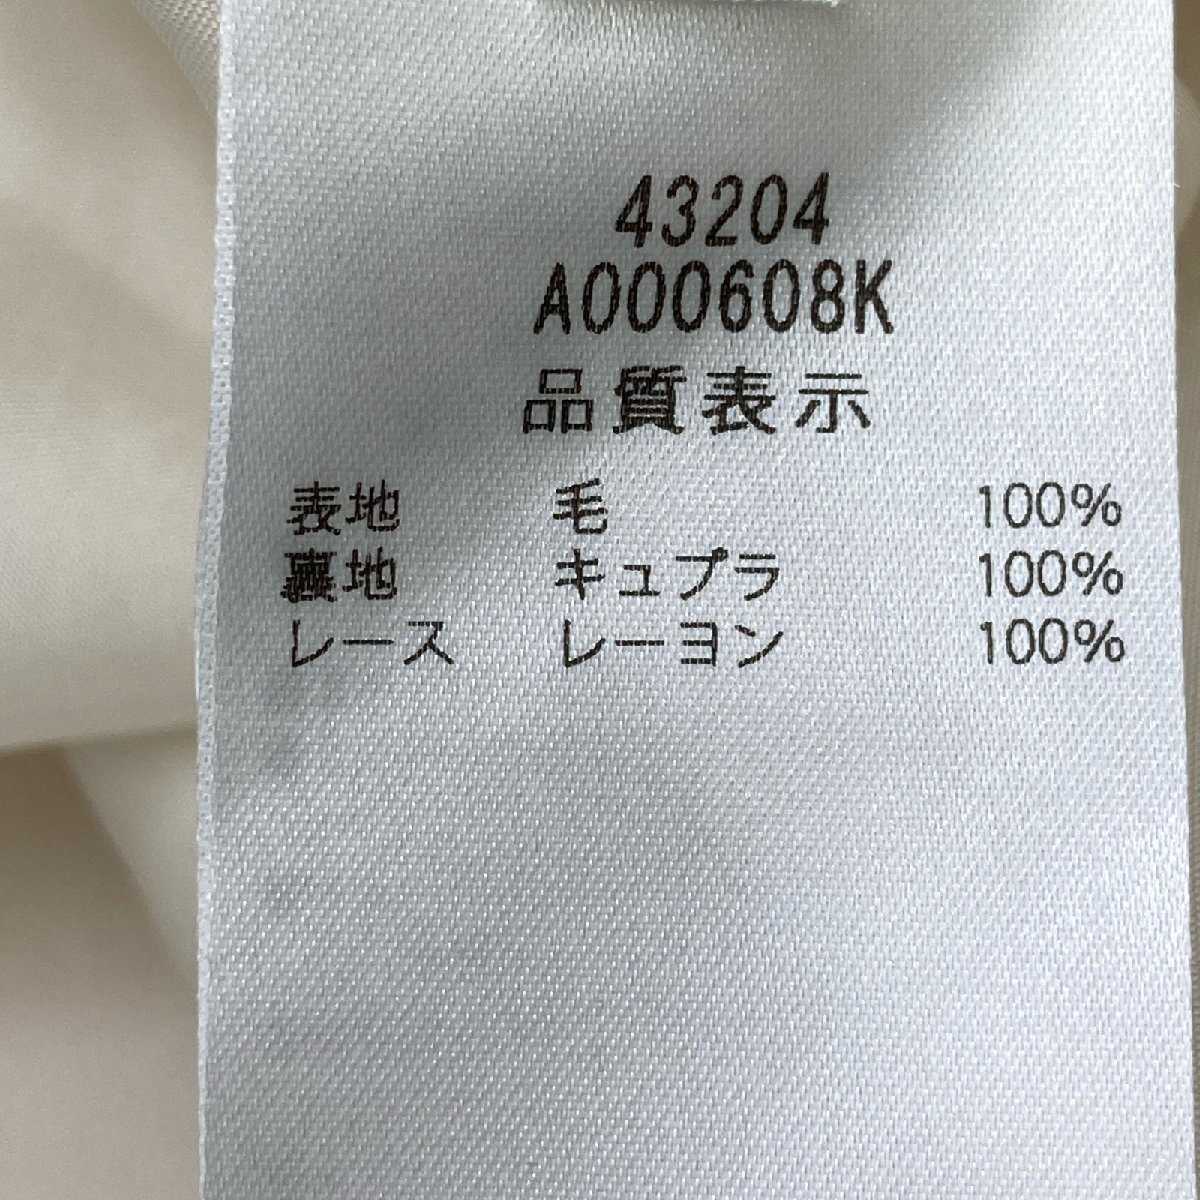 43204
A000608K
品質表示
表地 毛 100%
裏地 キュプラ 100%
レース レーヨン 100%